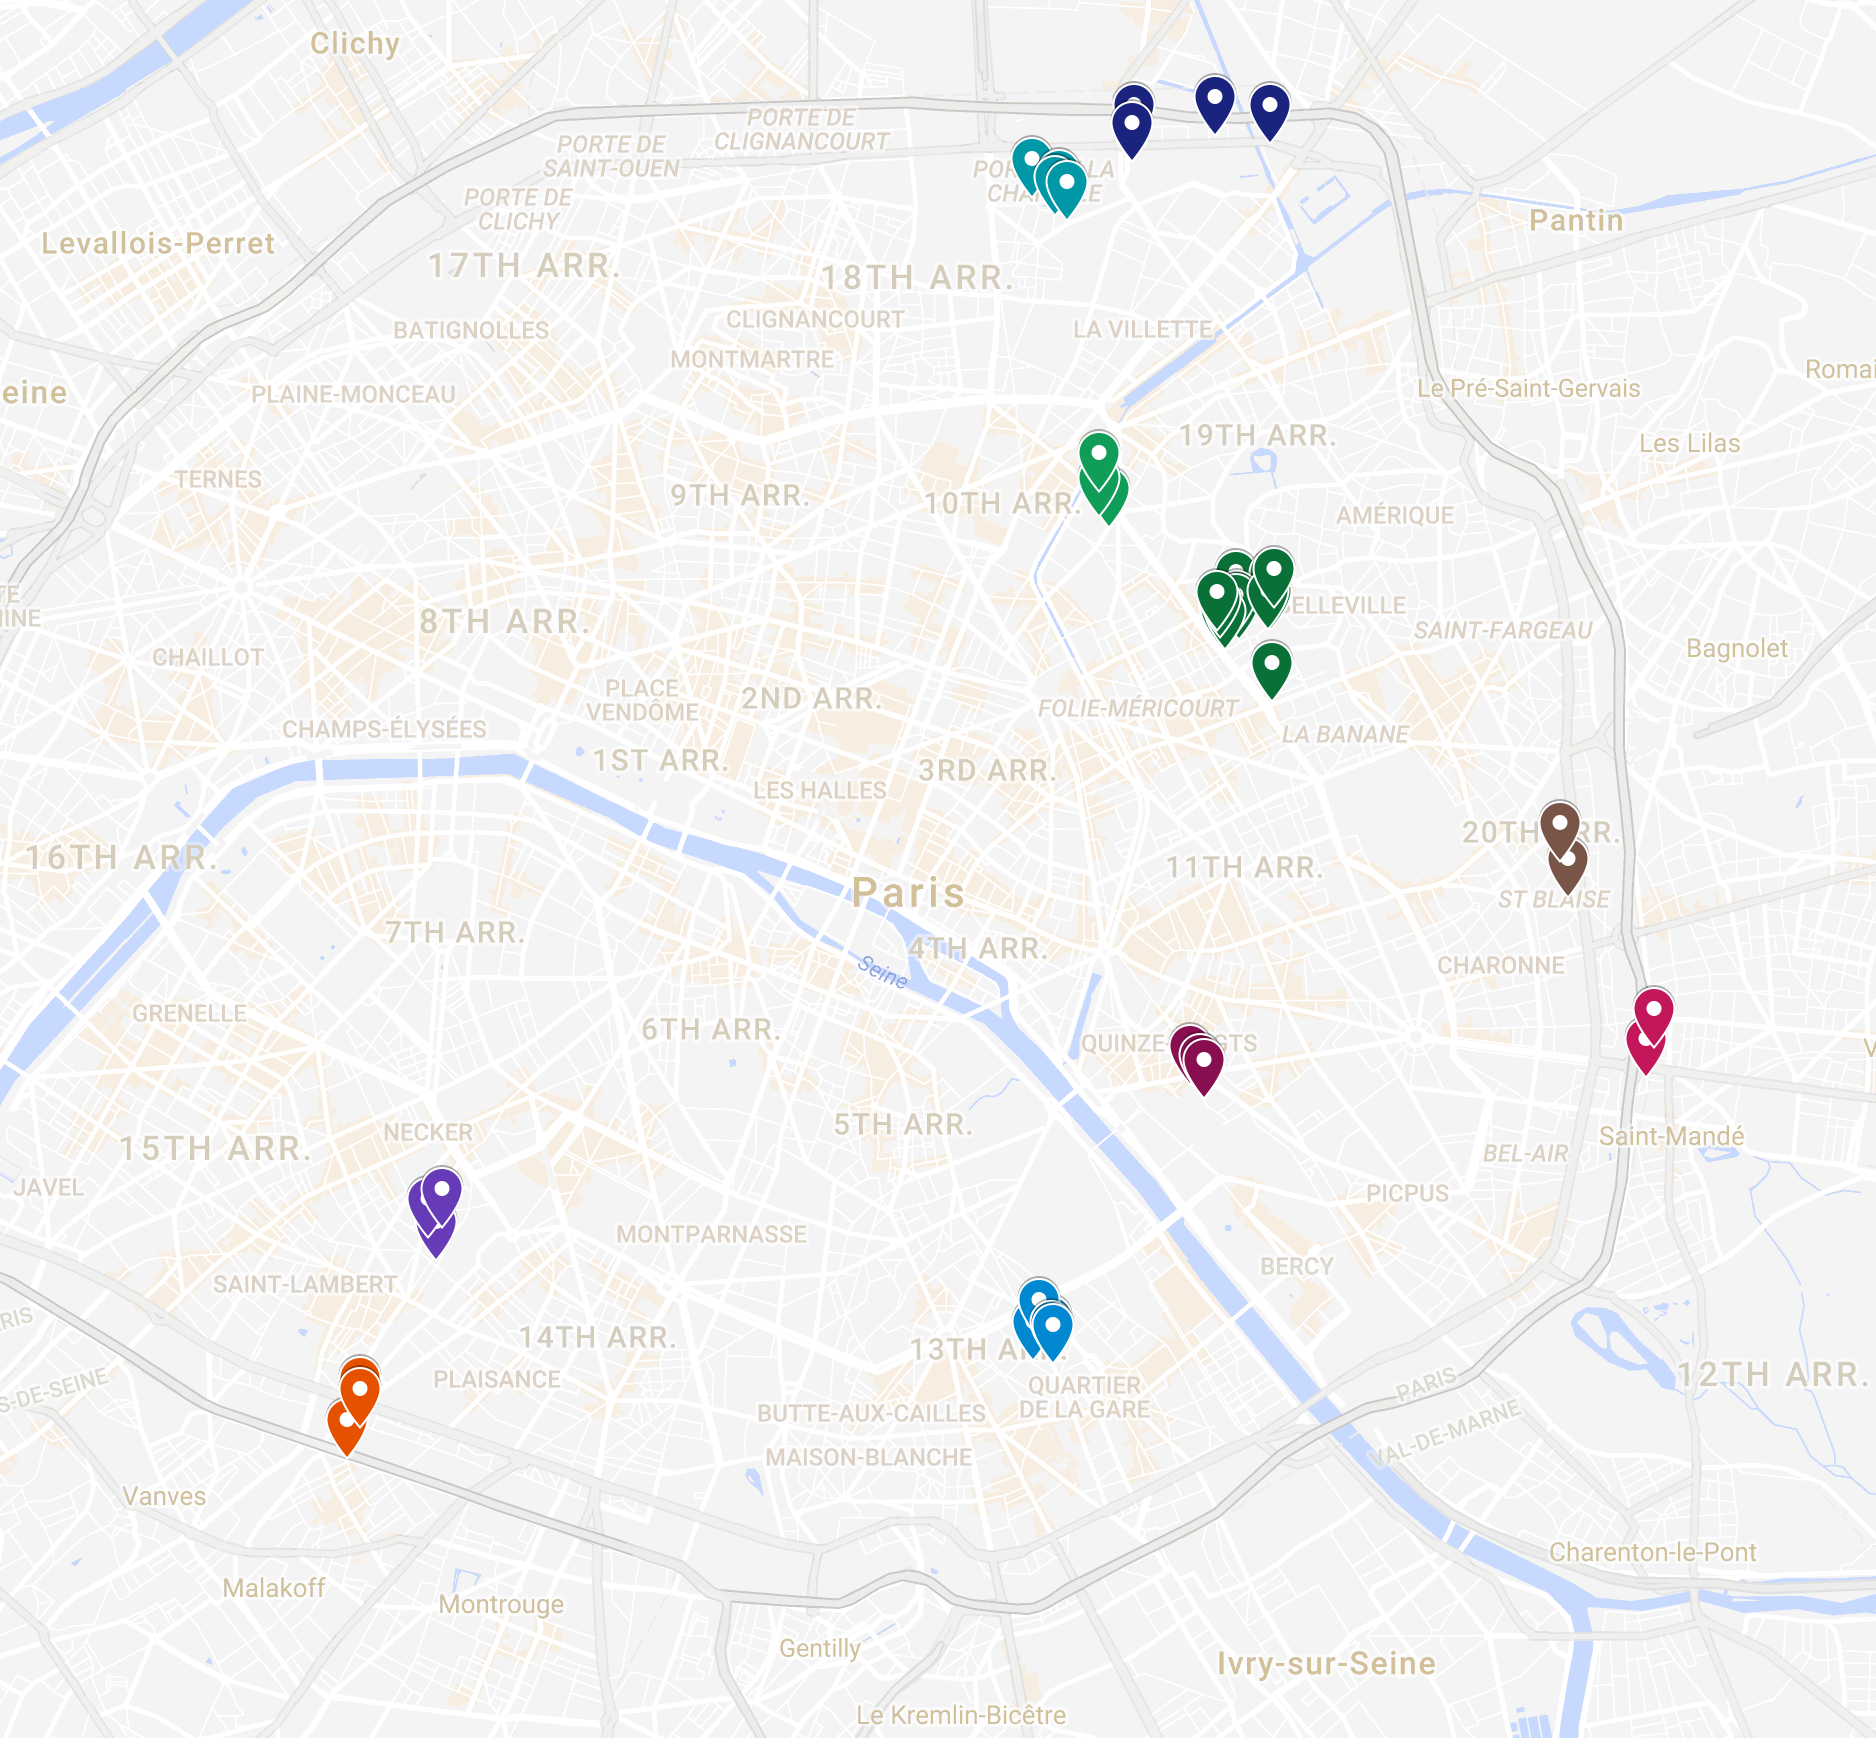 Clichy
PORTE DE
CLIGNANCOURT
PORTE DE
SAINT-OUEN
PORTE DE
CLICHY
Pantin
Levallois-Perret
17TH ARR.
18TH ARR.
CLIGNANCOURT
BATIGNOLLES
LA VILLETTE
MONTMARTRE
Romai
eine
PLAINE-MONCEAU
Le Pré-Saint-Gervais
19TH ARR.
Les Lilas
TERNES
9TH ARR.
10TH ARR.
AMÉRIQUE
TE
INE
8TH ARR.
ELLEVILLE
SAINT-FARGEAU
CHAILLOT
Bagnolet
PLACE
VENDÔME
2ND ARR.
FOLIE-MÉRICOURT
CHAMPS-ÉLYSÉES
LA BANANE
1ST ARR.
3RD ARR.
LES HALLES
20TH RR.
16TH ARR.
11TH ARR.
Paris
ST BLAISE
7TH ARR.
4TH ARR.
Seine
CHARONNE
GRENELLE
6TH ARR.
QUINZE- GTS
V
5TH ARR.
NECKER
15TH ARR.
Saint-Mandé
BEL-AIR
JAVEL
PICPUS
MONTPARNASSE
BERCY
SAINT-LAMBERT
RIS
14TH ARR.
13TH A
12TH ARR.
PLAISANCE
S-DE-SEINE
PARIS
VAL-DE-MARNE
QUARTIER
DE LA GARE
BUTTE-AUX-CAILLES
MAISON-BLANCHE
Vanves
Charenton-le-Pont
Malakoff
Montrouge
Gentilly
Ivry-sur-Seine
Le Kremlin-Bicêtre